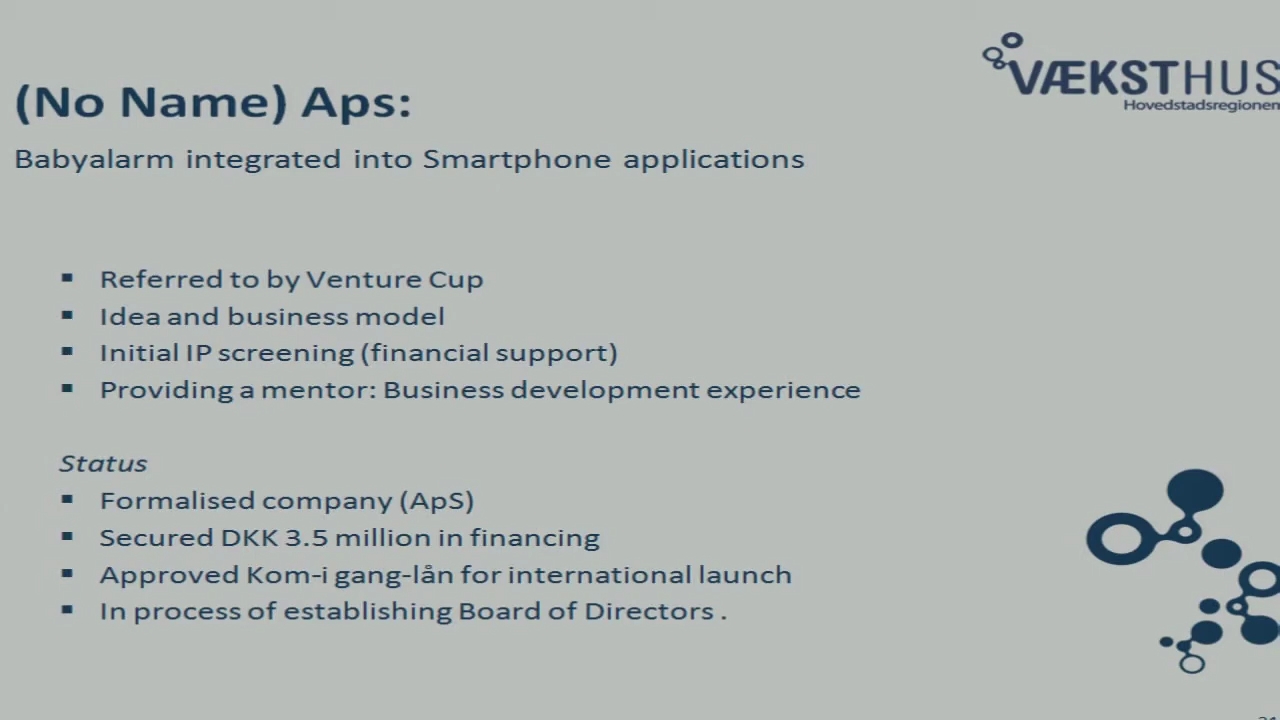 VÆKSTHUS
Hovedstadsregionen
(No Name) Aps:
Babyalarm integrated into Smartphone applications
▪ Referred to by Venture Cup
▪ Idea and business model
▪ Initial IP screening (financial support)
▪ Providing a mentor: Business development experience
Status
▪ Formalised company (ApS)
▪ Secured DKK 3.5 million in financing
▪ Approved Kom-i gang-lån for international launch
▪ In process of establishing Board of Directors .